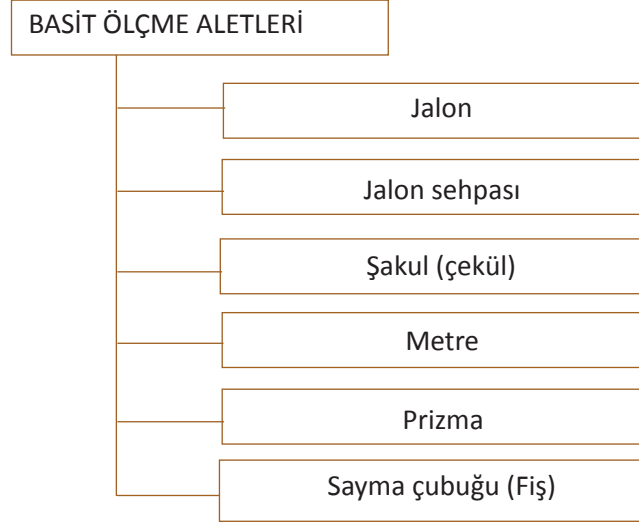 BASİT ÖLÇME ALETLERİ
Jalon
Jalon sehpası
Şakul (çekül)
Metre
Prizma
Sayma çubuğu (Fiş)